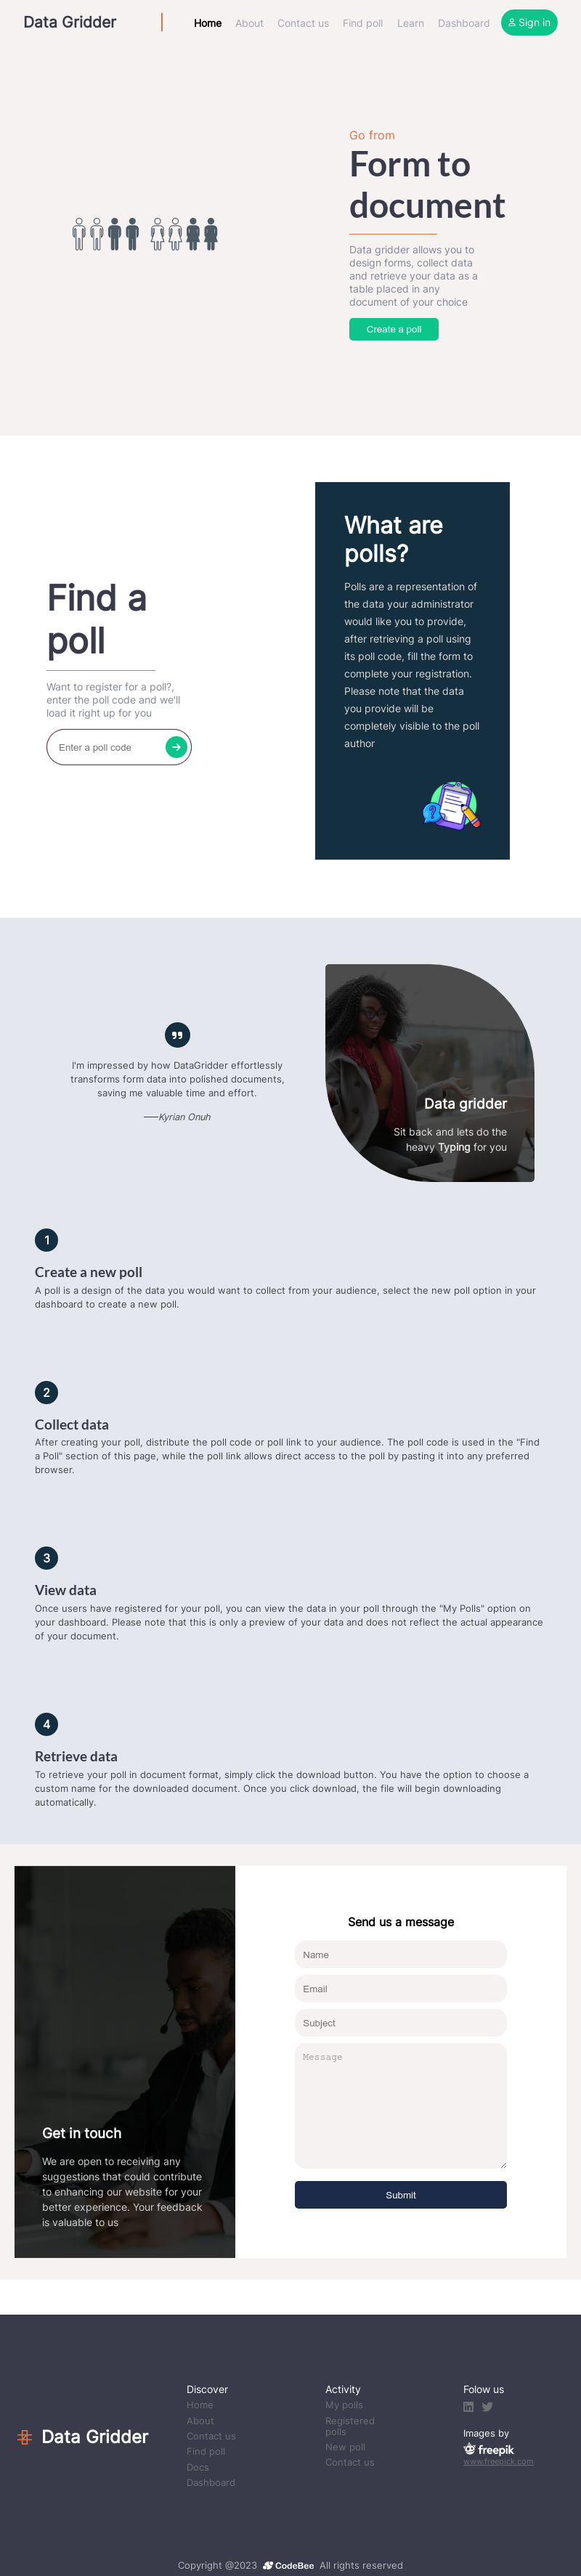 Data Gridder
Home About Contact us Find poll Learn Dashboard Sign in
Go from
Form to
document
Data gridder allows you to
design forms, collect data
and retrieve your data as a
table placed in any
document of your choice
Create a poll
Find a
poll
Want to register for a poll?,
enter the poll code and we'll
load it right up for you
Enter a poll code
What are
polls?
Polls are a representation of
the data your administrator
would like you to provide,
after retrieving a poll using
its poll code, fill the form to
complete your registration.
Please note that the data
you provide will be
completely visible to the poll
author
I'm impressed by how DataGridder effortlessly
transforms form data into polished documents,
saving me valuable time and effort.
——Kyrian Onuh
Data gridder
Sit back and lets do the
heavy Typing for you
1
Create a new poll
A poll is a design of the data you would want to collect from your audience, select the new poll option in your
dashboard to create a new poll.
2
Collect data
After creating your poll, distribute the poll code or poll link to your audience. The poll code is used in the "Find
a Poll" section of this page, while the poll link allows direct access to the poll by pasting it into any preferred
browser.
3
View data
Once users have registered for your poll, you can view the data in your poll through the "My Polls" option on
your dashboard. Please note that this is only a preview of your data and does not reflect the actual appearance
of your document.
4
Retrieve data
To retrieve your poll in document format, simply click the download button. You have the option to choose a
custom name for the downloaded document. Once you click download, the file will begin downloading
automatically.
Get in touch
We are open to receiving any
suggestions that could contribute
to enhancing our website for your
better experience. Your feedback
is valuable to us
Send us a message
Name
Email
Subject
Message
Submit
Data Gridder
Discover
Home
About
Contact us
Find poll
Docs
Dashboard
Activity
My polls
Registered
polls
New poll
Contact us
Folow us
Images by
freepik
www.freepick.com
Copyright @2023 CodeBee All rights reserved